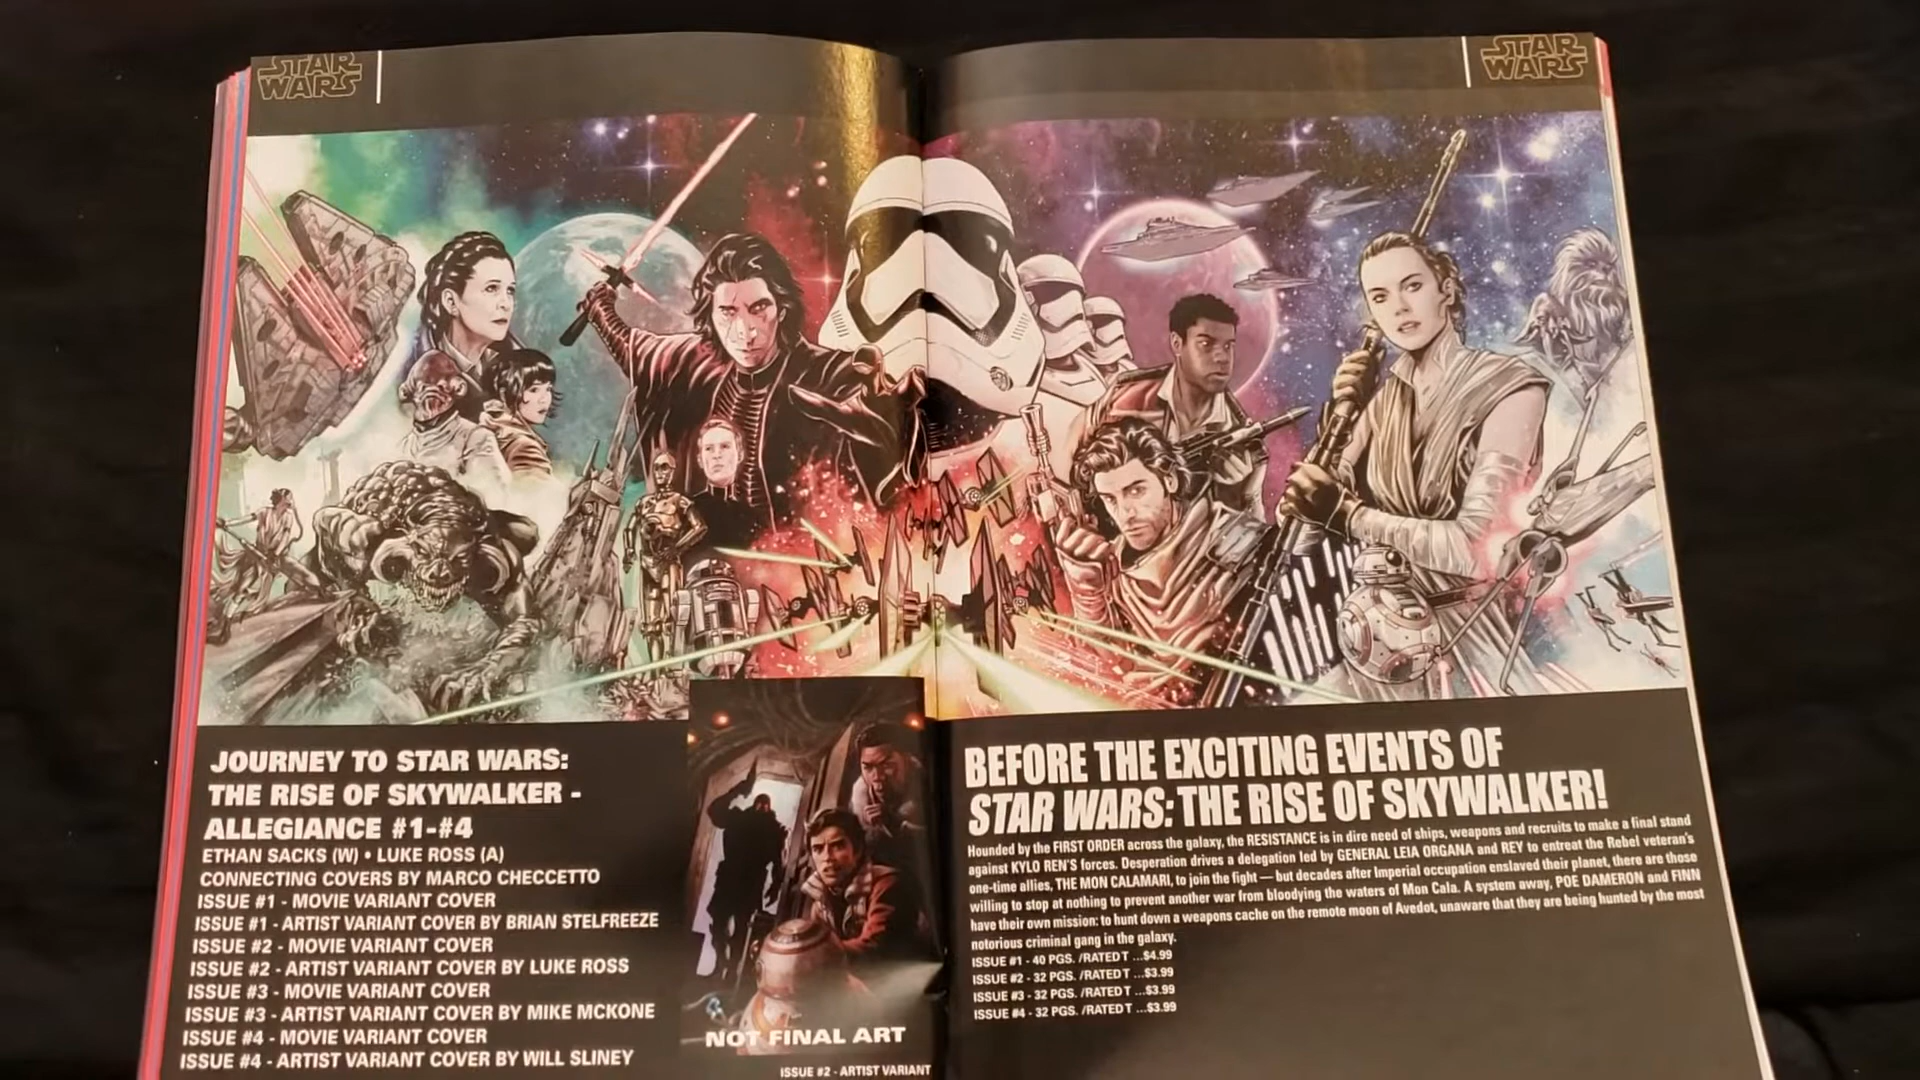 STAR
WARS
STAR
WARS
JOURNEY TO STAR WARS:
THE RISE OF SKYWALKER -
ALLEGIANCE #1-#4
ETHAN SACKS (W) • LUKE ROSS (A)
CONNECTING COVERS BY MARCO CHECCETTO
ISSUE #1 - MOVIE VARIANT COVER
ISSUE #1 - ARTIST VARIANT COVER BY BRIAN STELFREEZE
ISSUE #2 - MOVIE VARIANT COVER
ISSUE #2 - ARTIST VARIANT COVER BY LUKE ROSS
ISSUE #3 - MOVIE VARIANT COVER
ISSUE #3 - ARTIST VARIANT COVER BY MIKE MCKONE
ISSUE #4 - MOVIE VARIANT COVER
ISSUE #4 - ARTIST VARIANT COVER BY WILL SLINEY
NOT FINAL ART
ISSUE #2 - ARTIST VARIANT
BEFORE THE EXCITING EVENTS OF
STAR WARS: THE RISE OF SKYWALKER!
Hounded by the FIRST ORDER across the galaxy, the RESISTANCE is in dire need of ships, weapons and recruits to make a final stand
against KYLO REN'S forces. Desperation drives a delegation led by GENERAL LEIA ORGANA and REY to entreat the Rebel veteran's
one-time allies, THE MON CALAMARI, to join the fight — but decades after Imperial occupation enslaved their planet, there are those
willing to stop at nothing to prevent another war from bloodying the waters of Mon Cala. A system away, POE DAMERON and FINN
have their own mission: to hunt down a weapons cache on the remote moon of Avedot, unaware that they are being hunted by the most
notorious criminal gang in the galaxy.
ISSUE #1 - 40 PGS. /RATED T ...$4.99
ISSUE #2 - 32 PGS. /RATED T ...$3.99
ISSUE #3 - 32 PGS. /RATED T ...$3.99
ISSUE #4 - 32 PGS. /RATED T ...$3.99